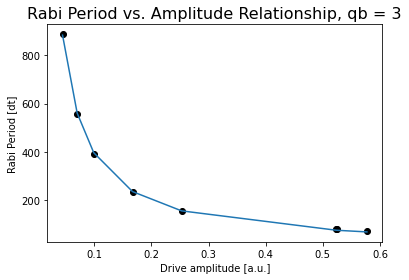 Rabi Period vs. Amplitude Relationship, qb = 3
Rabi Period [dt]
800
600
400
200
0.1 0.2 0.3 0.4 0.5 0.6
Drive amplitude [a.u.]